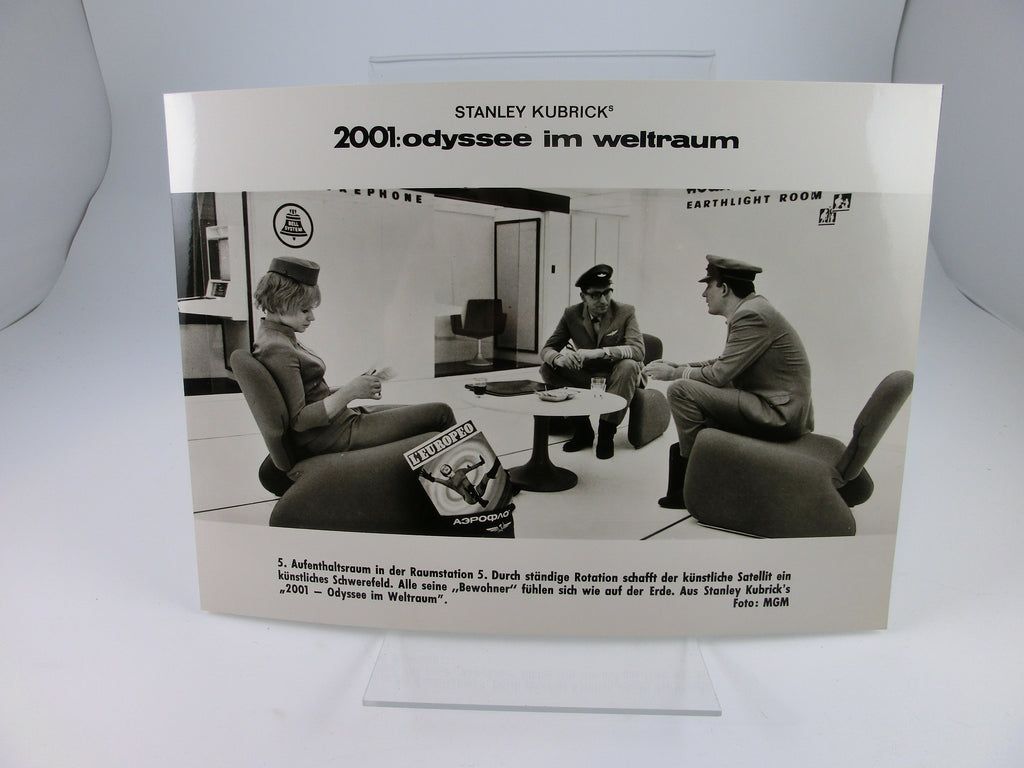 STANLEY KUBRICKs
2001:odyssee im weltraum
EPHONE
EARTHLIGHT ROOM
BELL
SYSTEM
L'EUROPEO
АЭРОФЛО
5. Aufenthaltsraum in der Raumstation 5. Durch ständige Rotation schafft der künstliche Satellit ein
künstliches Schwerefeld. Alle seine „Bewohner" fühlen sich wie auf der Erde. Aus Stanley Kubrick's
„2001 – Odyssee im Weltraum". Foto: MGM